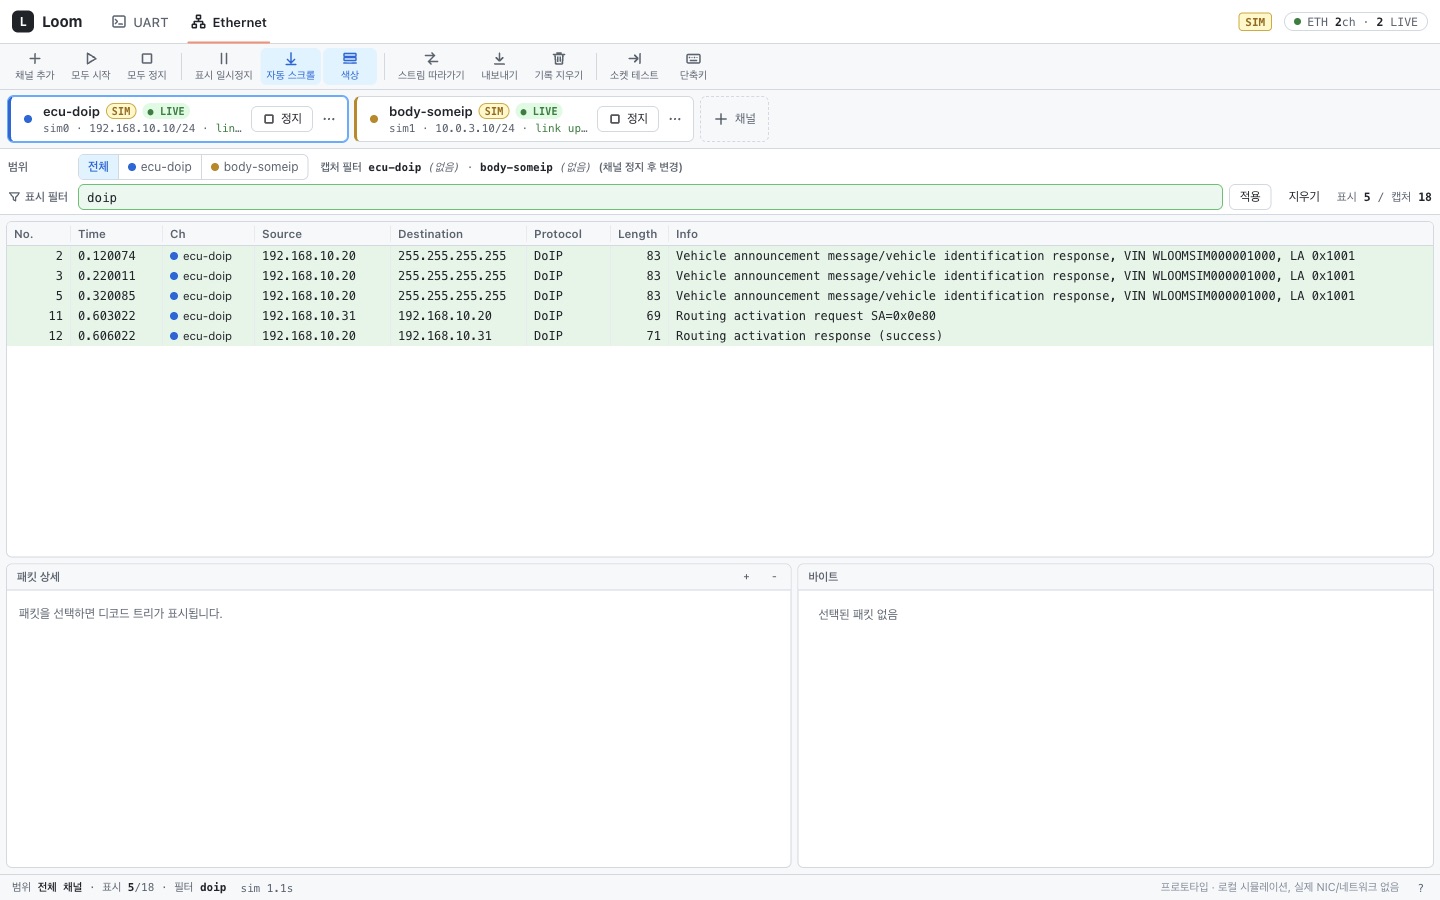 L Loom UART Ethernet SIM ETH 2ch · 2 LIVE
채널 추가 모두 시작 모두 정지 표시 일시정지 자동 스크롤 색상 스트림 따라가기 내보내기 기록 지우기 소켓 테스트 단축키
ecu-doip SIM ● LIVE 정지 ···
sim0 · 192.168.10.10/24 · lin…
body-someip SIM ● LIVE 정지 ···
sim1 · 10.0.3.10/24 · link up…
+ 채널
범위 전체 ecu-doip body-someip 캡처 필터 ecu-doip (없음) · body-someip (없음) (채널 정지 후 변경)
표시 필터 doip 적용 지우기 표시 5 / 캡처 18
No. Time Ch Source Destination Protocol Length Info
2 0.120074 ecu-doip 192.168.10.20 255.255.255.255 DoIP 83 Vehicle announcement message/vehicle identification response, VIN WLOOMSIM000001000, LA 0x1001
3 0.220011 ecu-doip 192.168.10.20 255.255.255.255 DoIP 83 Vehicle announcement message/vehicle identification response, VIN WLOOMSIM000001000, LA 0x1001
5 0.320085 ecu-doip 192.168.10.20 255.255.255.255 DoIP 83 Vehicle announcement message/vehicle identification response, VIN WLOOMSIM000001000, LA 0x1001
11 0.603022 ecu-doip 192.168.10.31 192.168.10.20 DoIP 69 Routing activation request SA=0x0e80
12 0.606022 ecu-doip 192.168.10.20 192.168.10.31 DoIP 71 Routing activation response (success)
패킷 상세 + -
패킷을 선택하면 디코드 트리가 표시됩니다.
바이트
선택된 패킷 없음
범위 전체 채널 · 표시 5/18 · 필터 doip sim 1.1s 프로토타입 · 로컬 시뮬레이션, 실제 NIC/네트워크 없음 ?